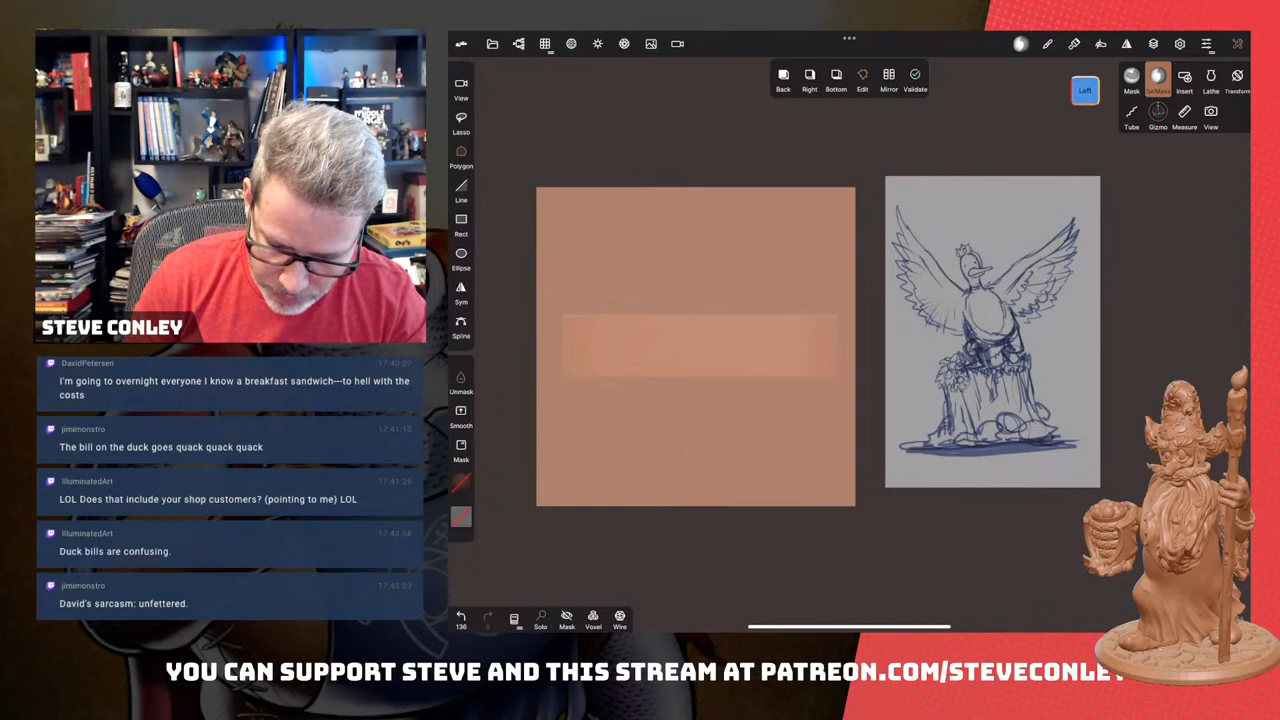 STEVE CONLEY
DavidPetersen 17:40:07
I'm going to overnight everyone I know a breakfast sandwich---to hell with the
costs
jimimonstro 17:41:10
The bill on the duck goes quack quack quack
IlluminatedArt 17:41:26
LOL Does that include your shop customers? (pointing to me) LOL
IlluminatedArt 17:43:58
Duck bills are confusing.
jimimonstro 17:45:03
David's sarcasm: unfettered.
View
Lasso
Polygon
Line
Rect
Ellipse
Sym
Spline
Unmask
Smooth
Mask
Back Right Bottom Edit Mirror Validate
Left
Mask SelMask Insert Lathe Transform
Tube Gizmo Measure View
136 0 Solo Mask Voxel Wire
YOU CAN SUPPORT STEVE AND THIS STREAM AT PATREON.COM/STEVECONLEY